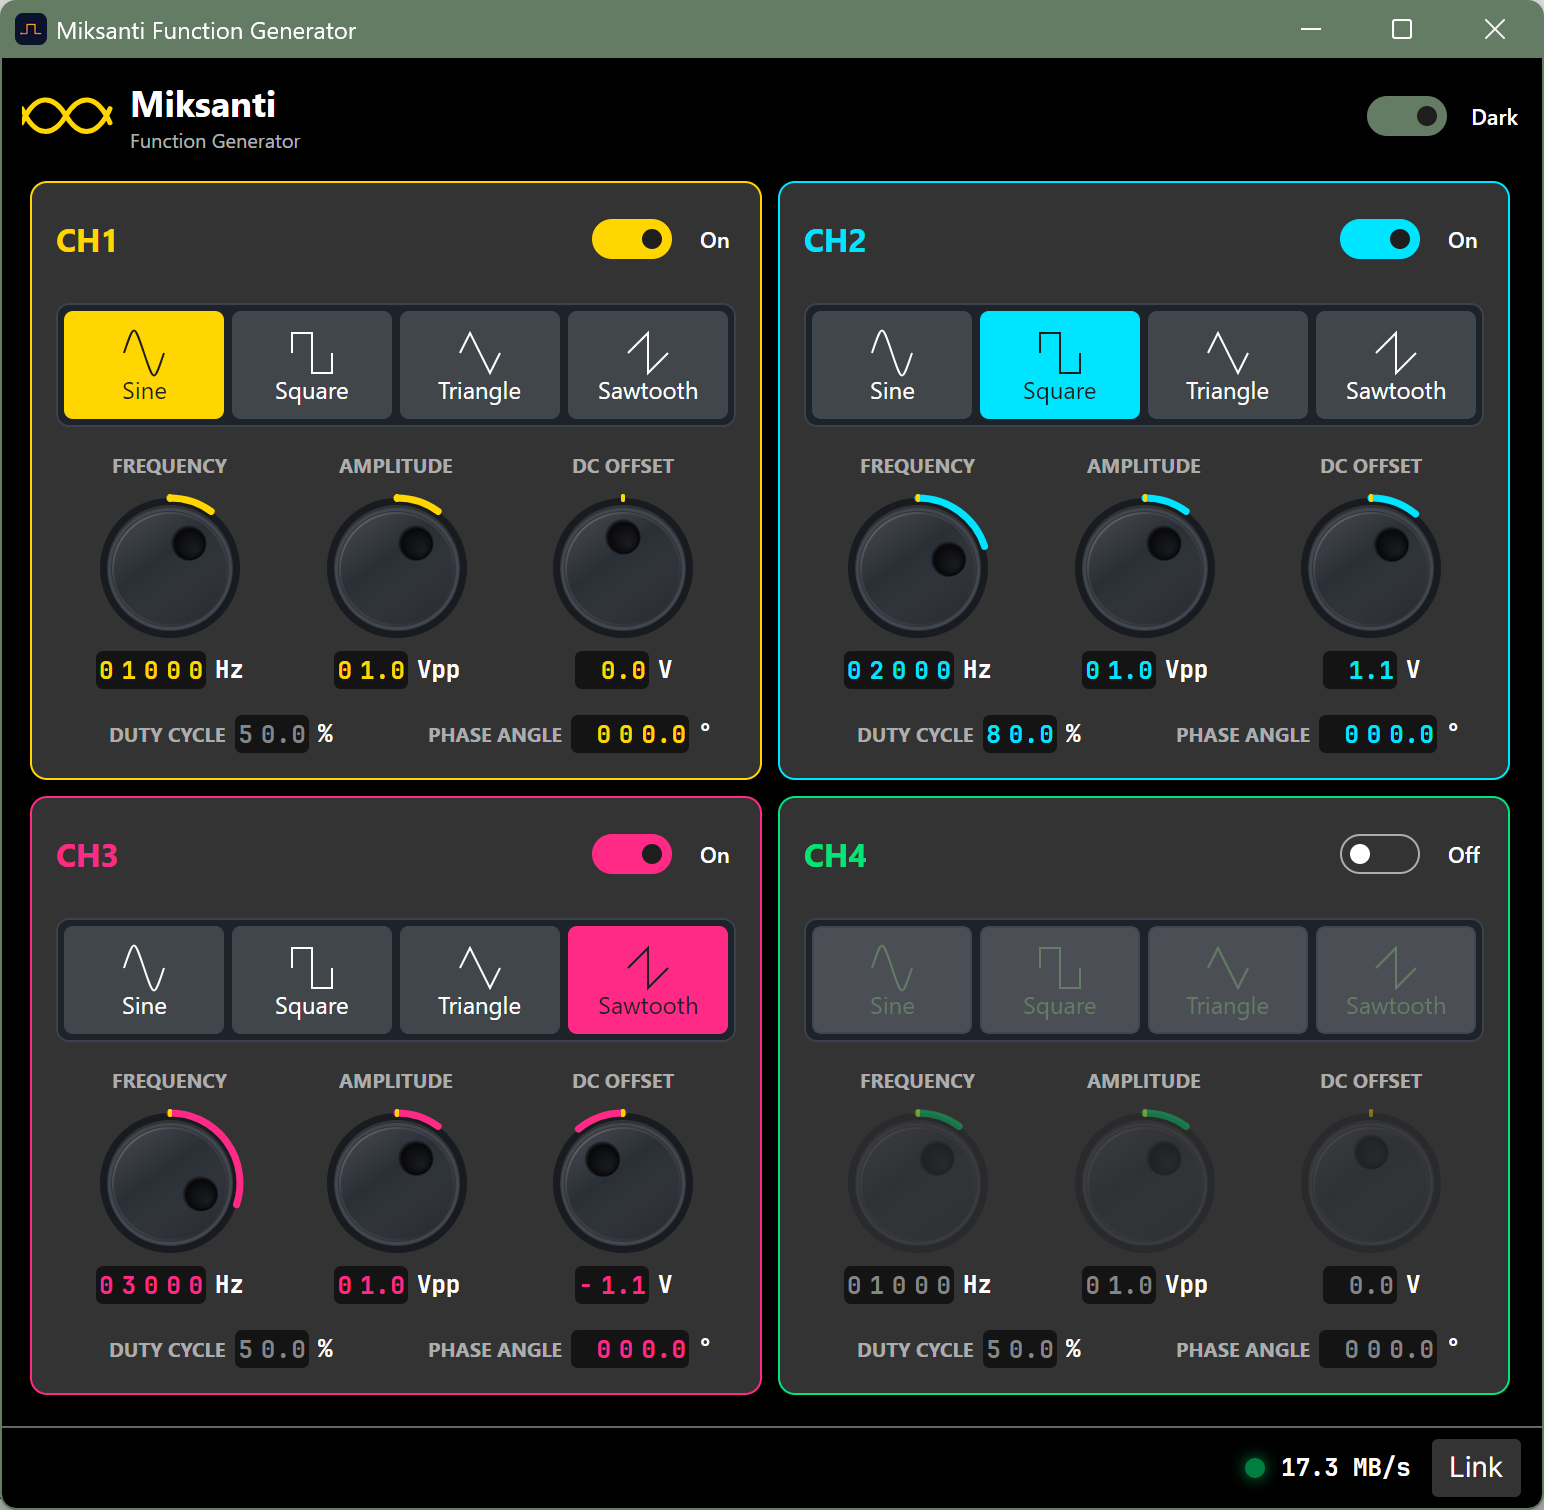 Miksanti Function Generator
Miksanti
Function Generator
Dark
CH1
On
Sine
Square
Triangle
Sawtooth
FREQUENCY
AMPLITUDE
DC OFFSET
01000 Hz
01.0 Vpp
0.0 V
DUTY CYCLE 50.0 %
PHASE ANGLE 000.0 °
CH2
On
Sine
Square
Triangle
Sawtooth
FREQUENCY
AMPLITUDE
DC OFFSET
02000 Hz
01.0 Vpp
1.1 V
DUTY CYCLE 80.0 %
PHASE ANGLE 000.0 °
CH3
On
Sine
Square
Triangle
Sawtooth
FREQUENCY
AMPLITUDE
DC OFFSET
03000 Hz
01.0 Vpp
-1.1 V
DUTY CYCLE 50.0 %
PHASE ANGLE 000.0 °
CH4
Off
Sine
Square
Triangle
Sawtooth
FREQUENCY
AMPLITUDE
DC OFFSET
01000 Hz
01.0 Vpp
0.0 V
DUTY CYCLE 50.0 %
PHASE ANGLE 000.0 °
17.3 MB/s
Link